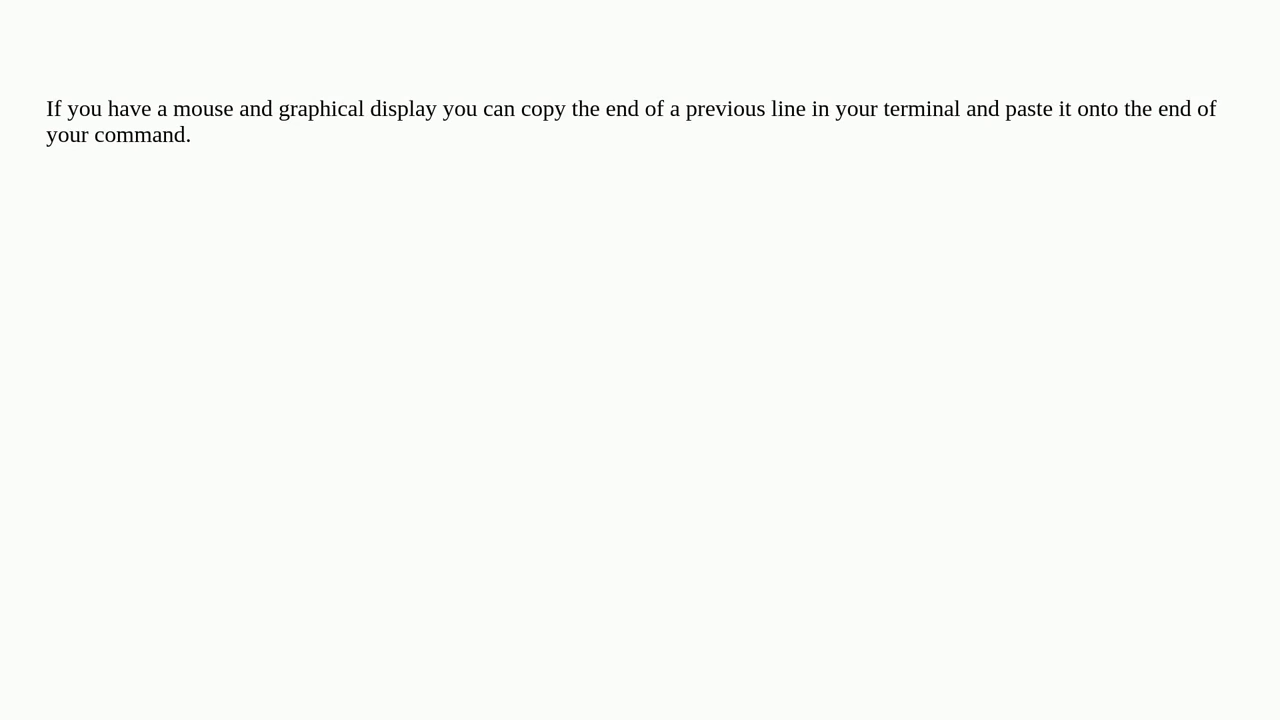 If you have a mouse and graphical display you can copy the end of a previous line in your terminal and paste it onto the end of
your command.